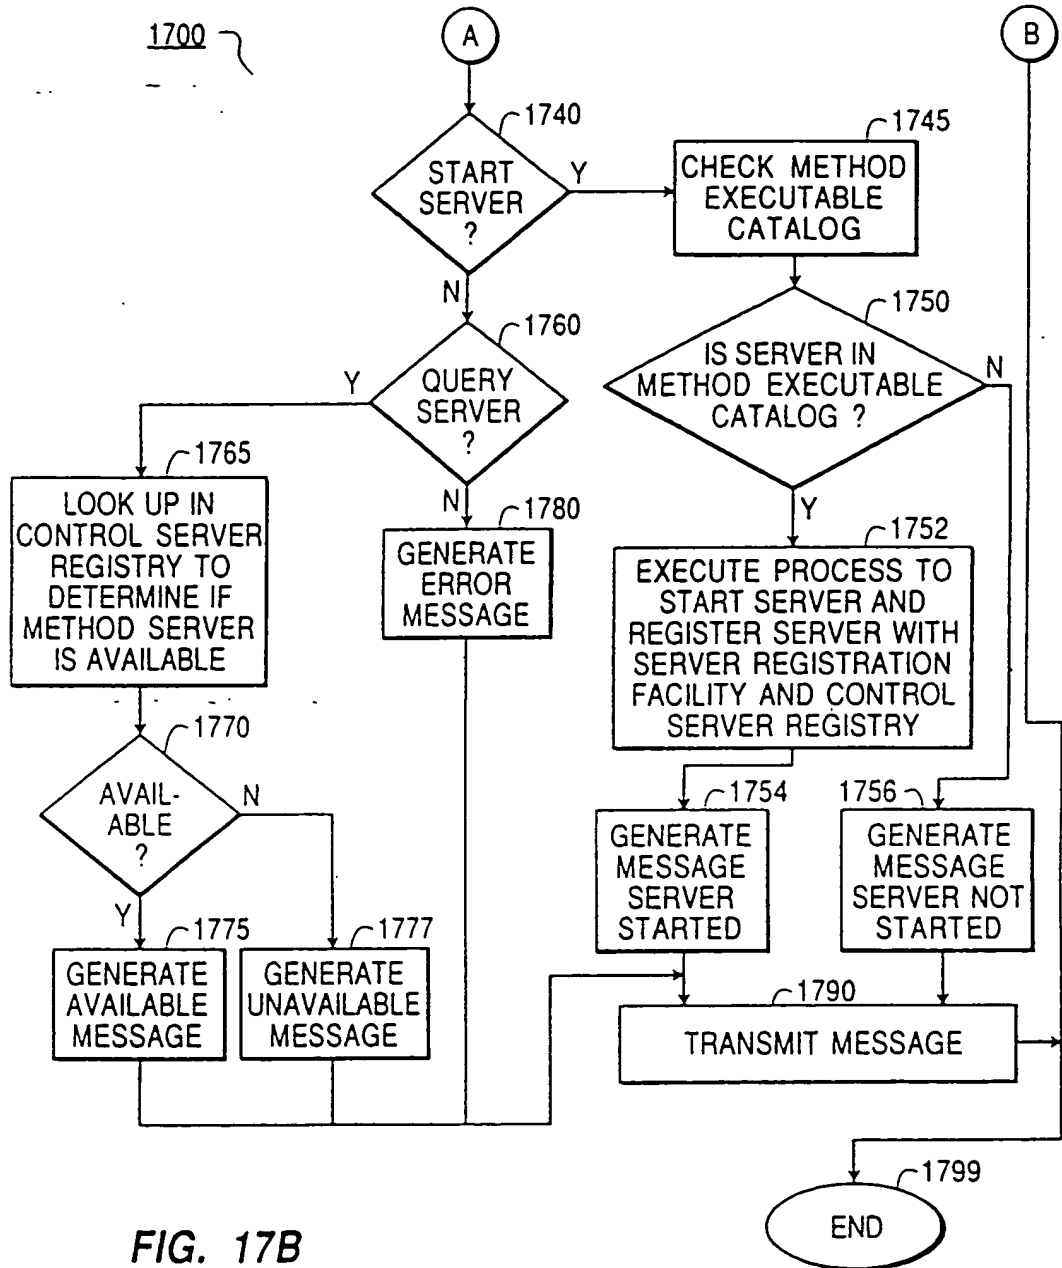 1700
A
B
1740
START
SERVER
?
Y
N
1745
CHECK METHOD
EXECUTABLE
CATALOG
1750
IS SERVER IN
METHOD EXECUTABLE
CATALOG ?
N
Y
1760
QUERY
SERVER
?
Y
N
1765
LOOK UP IN
CONTROL SERVER
REGISTRY TO
DETERMINE IF
METHOD SERVER
IS AVAILABLE
1780
GENERATE
ERROR
MESSAGE
1752
EXECUTE PROCESS TO
START SERVER AND
REGISTER SERVER WITH
SERVER REGISTRATION
FACILITY AND CONTROL
SERVER REGISTRY
1770
AVAIL-
ABLE
?
N
Y
1754
GENERATE
MESSAGE
SERVER
STARTED
1756
GENERATE
MESSAGE
SERVER NOT
STARTED
1775
GENERATE
AVAILABLE
MESSAGE
1777
GENERATE
UNAVAILABLE
MESSAGE
1790
TRANSMIT MESSAGE
1799
END
FIG. 17B